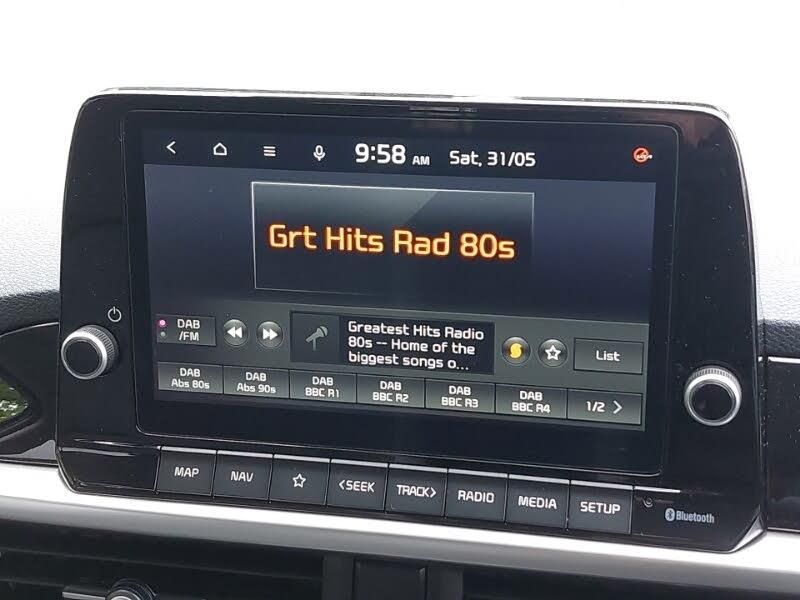 9:58 AM Sat, 31/05
Grt Hits Rad 80s
DAB
/FM
Greatest Hits Radio
80s -- Home of the
biggest songs o...
List
DAB
Abs 80s
DAB
Abs 90s
DAB
BBC R1
DAB
BBC R2
DAB
BBC R3
DAB
BBC R4
1/2 >
MAP
NAV
<SEEK
TRACK>
RADIO
MEDIA
SETUP
Bluetooth